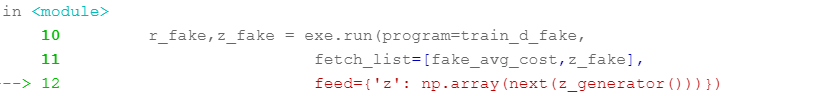 in <module>
10 r_fake,z_fake = exe.run(program=train_d_fake,
11 fetch_list=[fake_avg_cost,z_fake],
---> 12 feed={'z': np.array(next(z_generator()))})